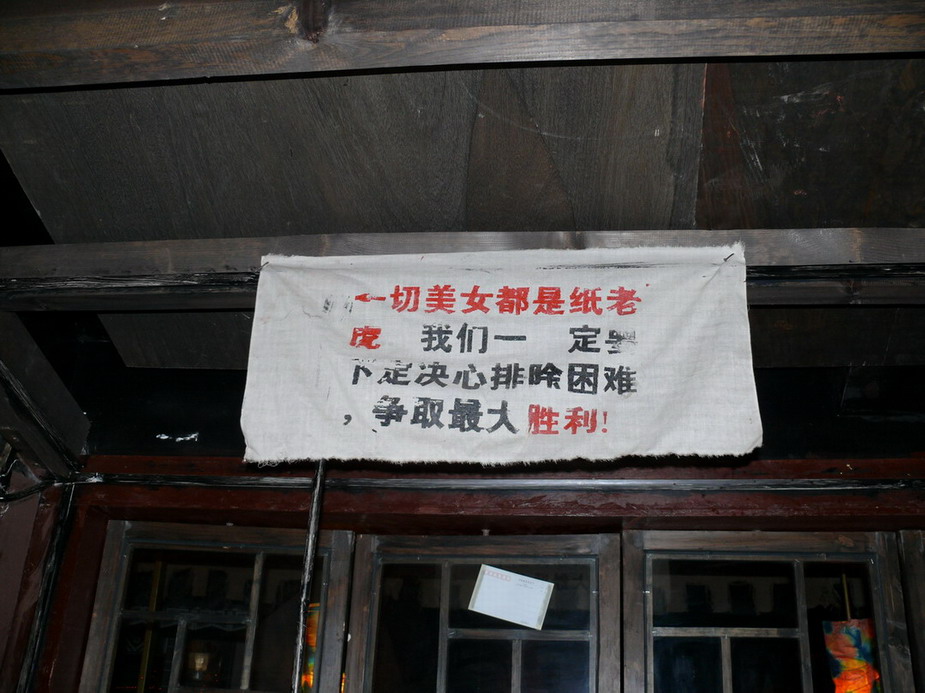 一切美女都是纸老
虎 我们一 定要
下定决心排除困难
，争取最大胜利!